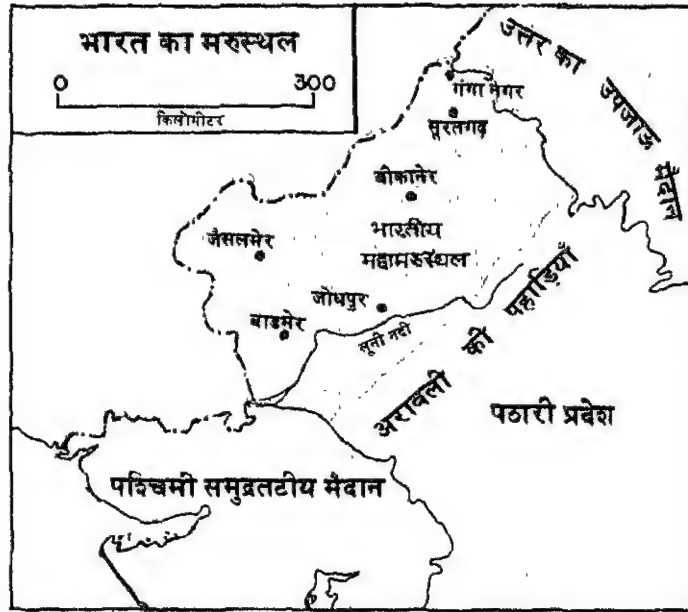 भारत का मरुस्थल
0 300
किलोमीटर
उत्तर का उपजाऊ मैदान
गंगा नगर
सूरतगढ़
बीकानेर
जैसलमेर
भारतीय
महामरुस्थल
जोधपुर
बाडमेर
लूनी नदी
अरावली की पहाड़ियाँ
पठारी प्रदेश
पश्चिमी समुद्रतटीय मैदान